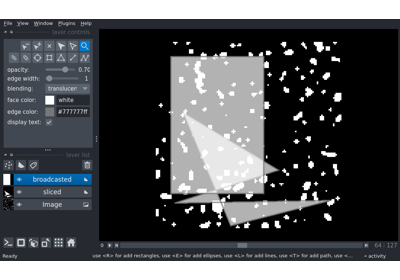 File View Window Plugins Help
layer controls
opacity: 0.70
edge width: 1
blending: translucen
face color: white
edge color: #777777ff
display text:
layer list
broadcasted
sliced
Image
64 127
Ready use <R> for add rectangles, use <E> for add ellipses, use <L> for add lines, use <T> for add path, use <... activity